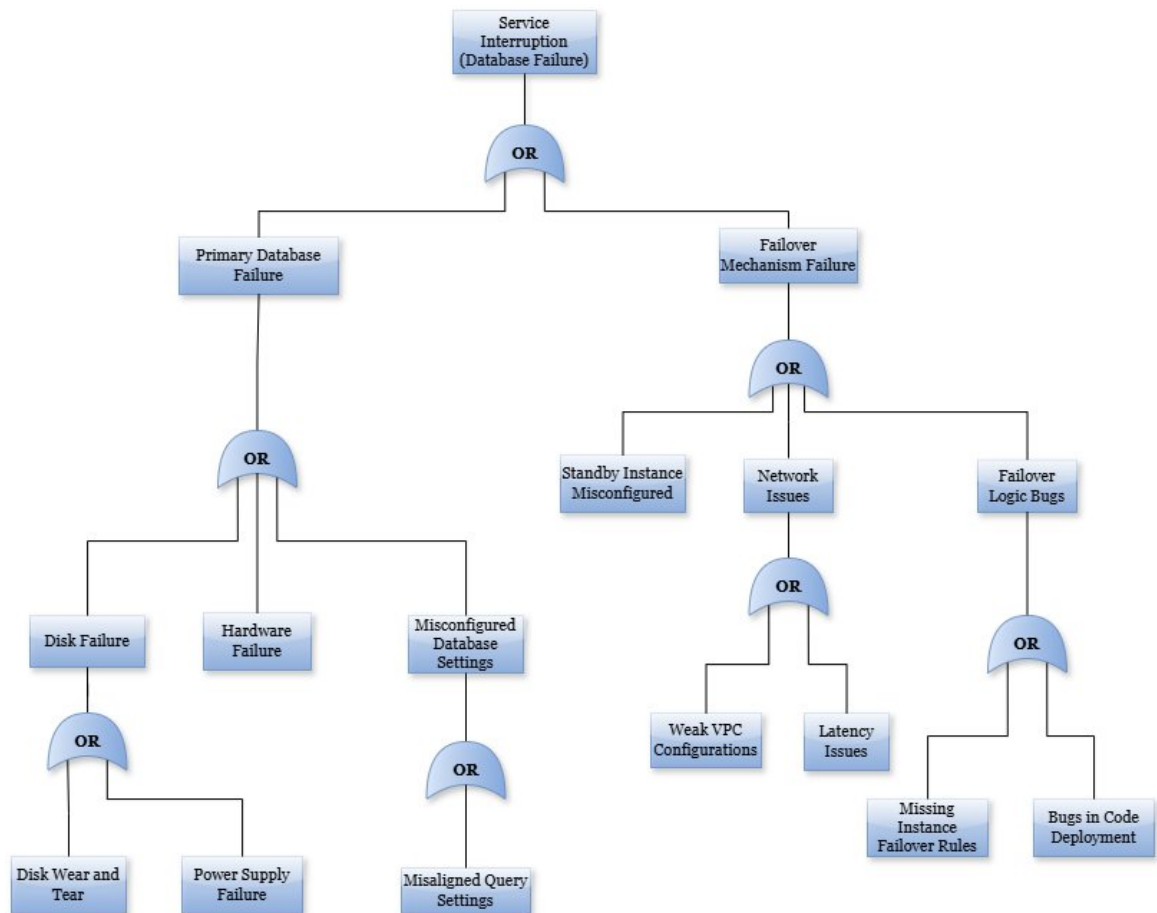 Service
Interruption
(Database Failure)
OR
Primary Database
Failure
Failover
Mechanism Failure
OR
OR
Standby Instance
Misconfigured
Network
Issues
Failover
Logic Bugs
OR
OR
Disk Failure
Hardware
Failure
Misconfigured
Database
Settings
OR
OR
Weak VPC
Configurations
Latency
Issues
Missing
Instance
Failover Rules
Bugs in Code
Deployment
Disk Wear and
Tear
Power Supply
Failure
Misaligned Query
Settings